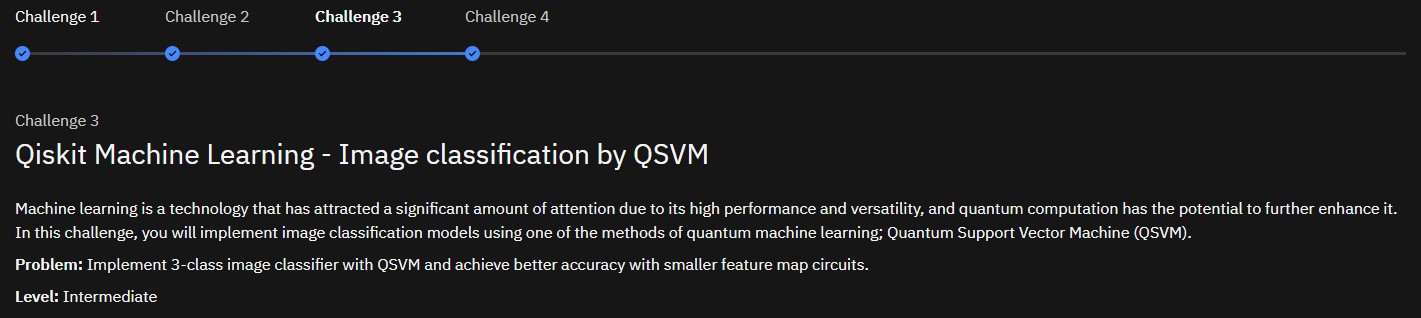 Challenge 1 Challenge 2 Challenge 3 Challenge 4
Challenge 3
Qiskit Machine Learning - Image classification by QSVM
Machine learning is a technology that has attracted a significant amount of attention due to its high performance and versatility, and quantum computation has the potential to further enhance it.
In this challenge, you will implement image classification models using one of the methods of quantum machine learning; Quantum Support Vector Machine (QSVM).
Problem: Implement 3-class image classifier with QSVM and achieve better accuracy with smaller feature map circuits.
Level: Intermediate